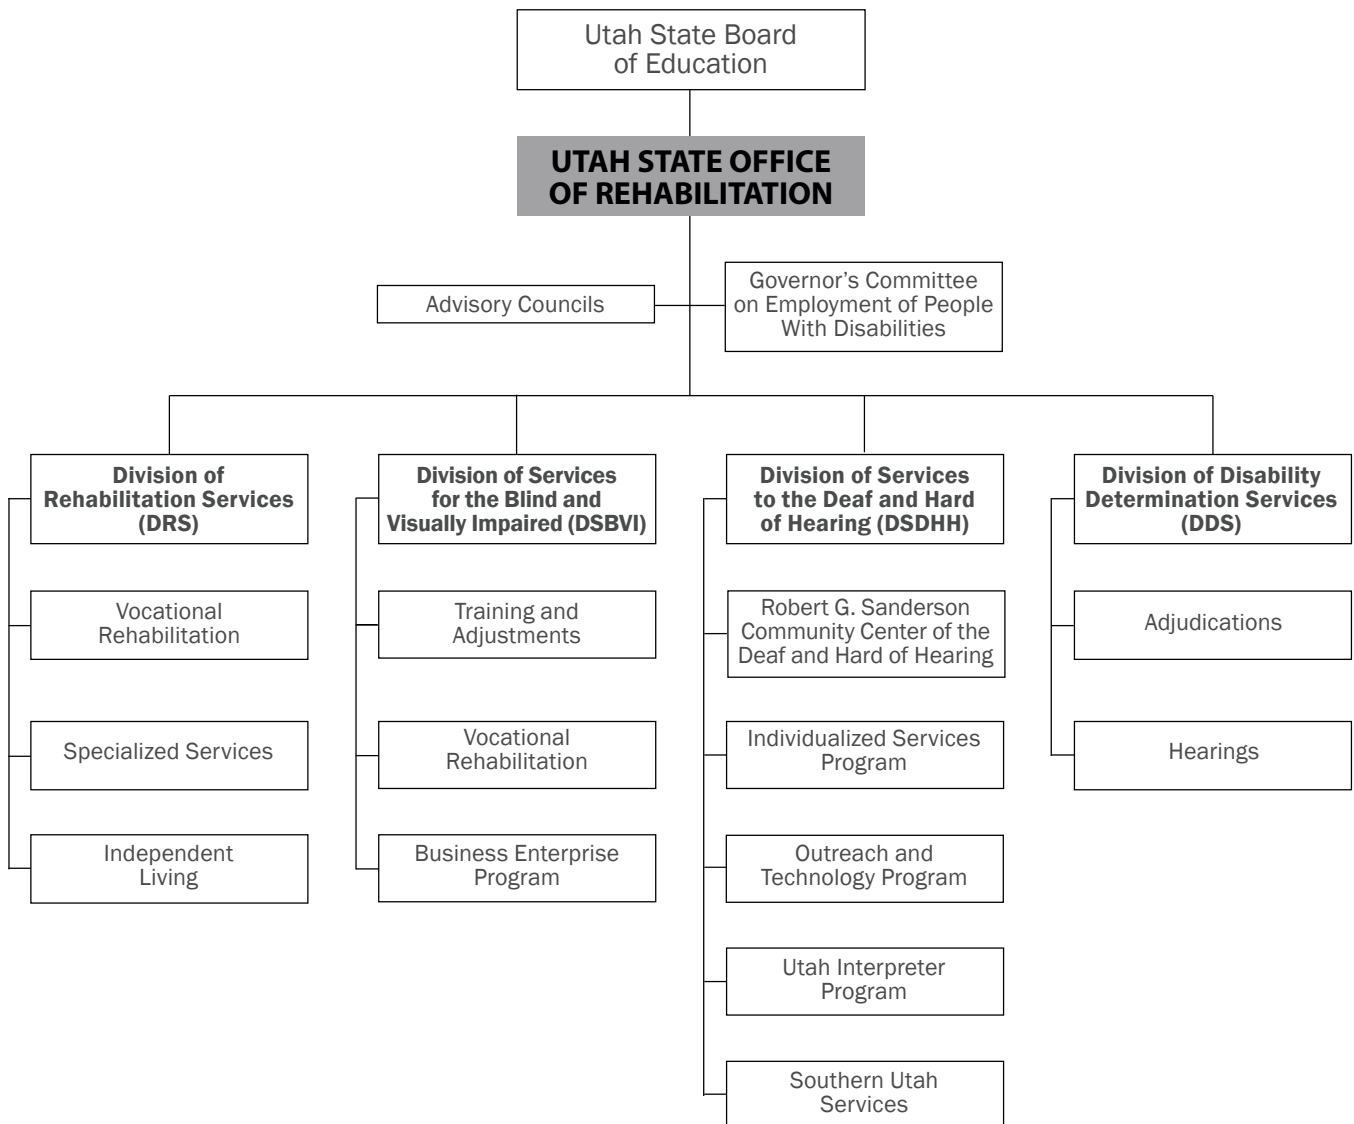 Utah State Board
of Education
UTAH STATE OFFICE
OF REHABILITATION
Advisory Councils
Governor’s Committee
on Employment of People
With Disabilities
Division of
Rehabilitation Services
(DRS)
Vocational
Rehabilitation
Specialized Services
Independent
Living
Division of Services
for the Blind and
Visually Impaired (DSBVI)
Training and
Adjustments
Vocational
Rehabilitation
Business Enterprise
Program
Division of Services
to the Deaf and Hard
of Hearing (DSDHH)
Robert G. Sanderson
Community Center of the
Deaf and Hard of Hearing
Individualized Services
Program
Outreach and
Technology Program
Utah Interpreter
Program
Southern Utah
Services
Division of Disability
Determination Services
(DDS)
Adjudications
Hearings